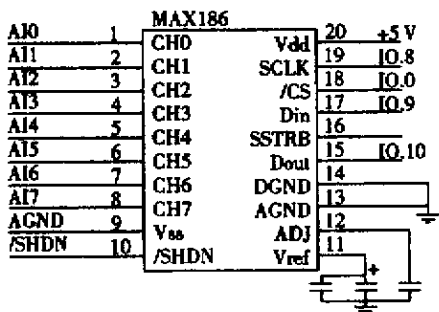 MAX186
AI0 1 CH0 Vdd 20 +5 V
AI1 2 CH1 SCLK 19 IO.8
AI2 3 CH2 /CS 18 IO.0
AI3 4 CH3 Din 17 IO.9
AI4 5 CH4 SSTRB 16
AI5 6 CH5 Dout 15 IO.10
AI6 7 CH6 DGND 14
AI7 8 CH7 AGND 13
AGND 9 Vss ADJ 12
/SHDN 10 /SHDN Vref 11
+